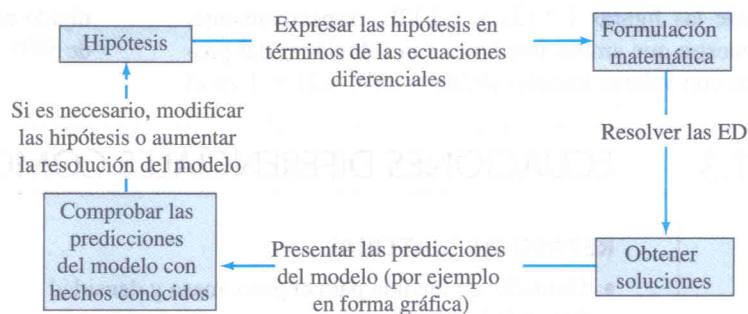 Hipótesis
Expresar las hipótesis en
términos de las ecuaciones
diferenciales
Formulación
matemática
Resolver las ED
Obtener
soluciones
Presentar las predicciones
del modelo (por ejemplo
en forma gráfica)
Comprobar las
predicciones
del modelo con
hechos conocidos
Si es necesario, modificar
las hipótesis o aumentar
la resolución del modelo